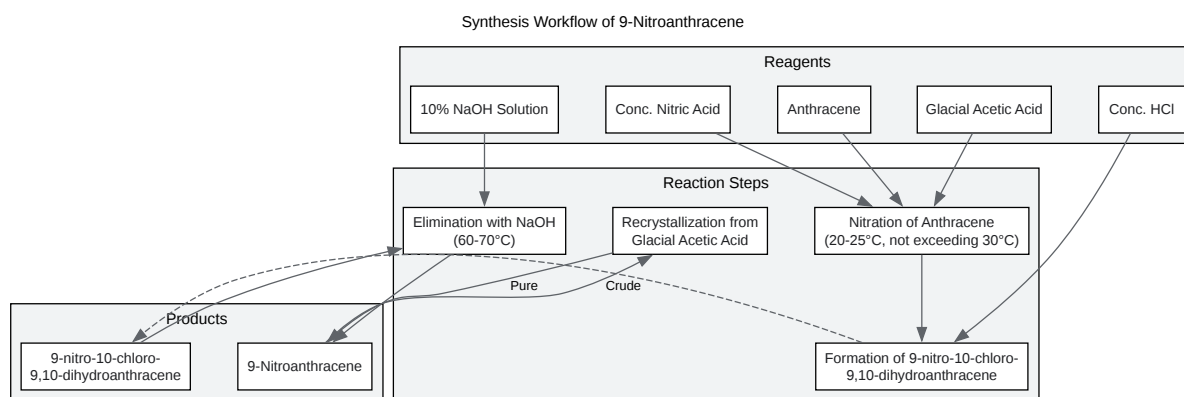 Synthesis Workflow of 9-Nitroanthracene
Reagents
10% NaOH Solution
Conc. Nitric Acid
Anthracene
Glacial Acetic Acid
Conc. HCl
Reaction Steps
Elimination with NaOH
(60-70°C)
Recrystallization from
Glacial Acetic Acid
Nitration of Anthracene
(20-25°C, not exceeding 30°C)
Pure
Crude
Products
9-nitro-10-chloro-
9,10-dihydroanthracene
9-Nitroanthracene
Formation of 9-nitro-10-chloro-
9,10-dihydroanthracene